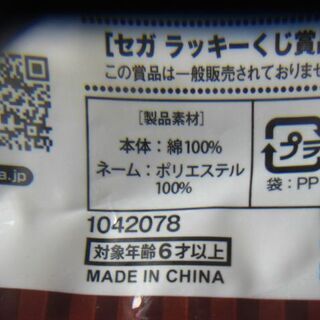 [セガ ラッキーくじ賞品
この賞品は一般販売されておりませ
[製品素材]
本体：綿100%
ネーム：ポリエステル
100%
プラ
袋：PP
a.jp
1042078
対象年齢6才以上
MADE IN CHINA